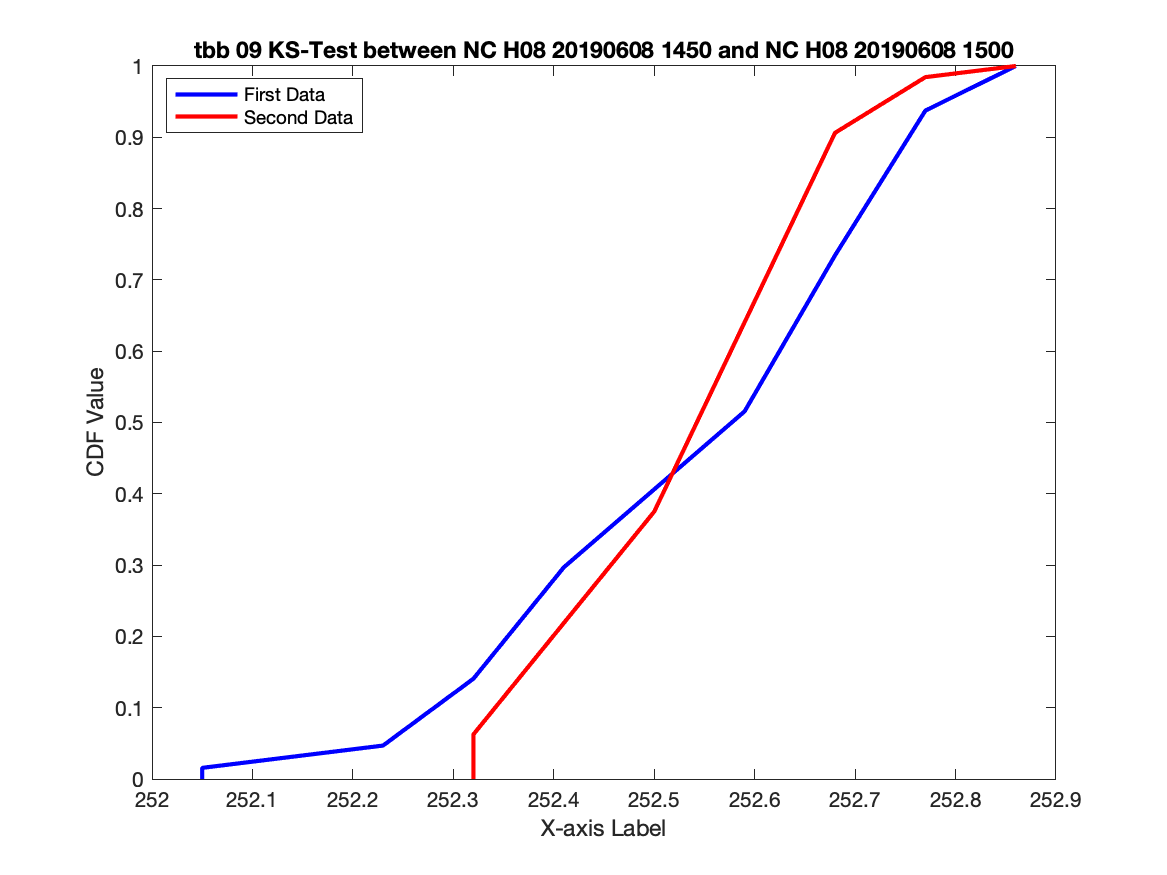 tbb 09 KS-Test between NC H08 20190608 1450 and NC H08 20190608 1500
First Data
Second Data
1
0.9
0.8
0.7
0.6
0.5
0.4
0.3
0.2
0.1
0
CDF Value
252 252.1 252.2 252.3 252.4 252.5 252.6 252.7 252.8 252.9
X-axis Label